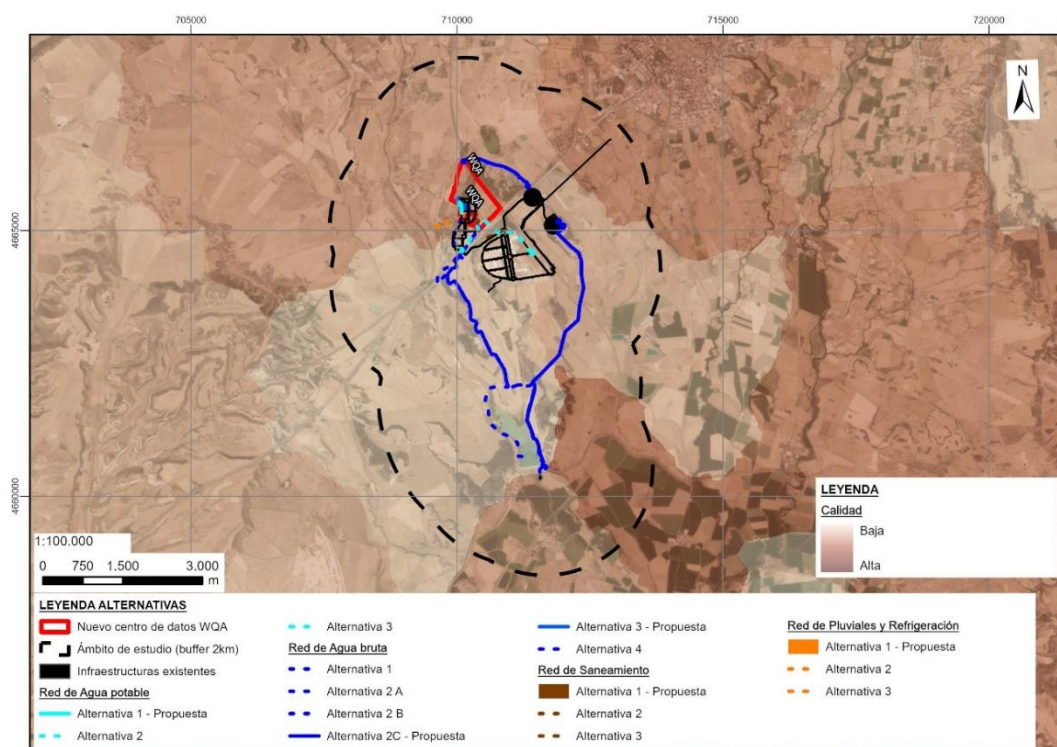 705000
710000
715000
720000
N
WQA
WQA
4665000
4660000
1:100.000
0 750 1.500 3.000
m
LEYENDA
Calidad
Baja
Alta
LEYENDA ALTERNATIVAS
Nuevo centro de datos WQA
Ámbito de estudio (buffer 2km)
Infraestructuras existentes
Red de Agua potable
Alternativa 1 - Propuesta
Alternativa 2
Alternativa 3
Red de Agua bruta
Alternativa 1
Alternativa 2 A
Alternativa 2 B
Alternativa 2C - Propuesta
Alternativa 3 - Propuesta
Alternativa 4
Red de Saneamiento
Alternativa 1 - Propuesta
Alternativa 2
Alternativa 3
Red de Pluviales y Refrigeración
Alternativa 1 - Propuesta
Alternativa 2
Alternativa 3